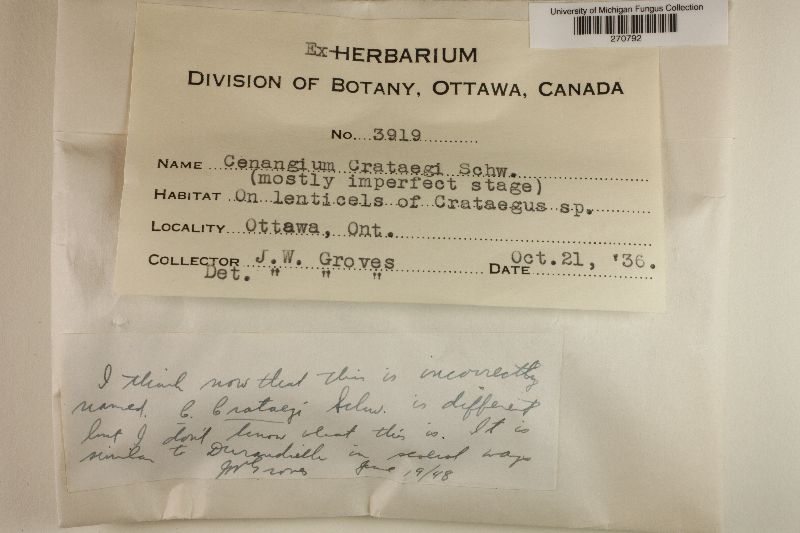 University of Michigan Fungus Collection
270792
Ex-HERBARIUM
DIVISION OF BOTANY, OTTAWA, CANADA
No. 3919
NAME Cenangium Crataegi Schw.
(mostly imperfect stage)
HABITAT On lenticels of Crataegus sp.
LOCALITY Ottawa, Ont.
COLLECTOR J.W. Groves DATE Oct.21, '36.
Det. " " "
I think now that this is incorrectly
named. C. Crataegi Schw. is different
but I don't know what this is. It is
similar to Durandiella in several ways
JW Groves June 19/48